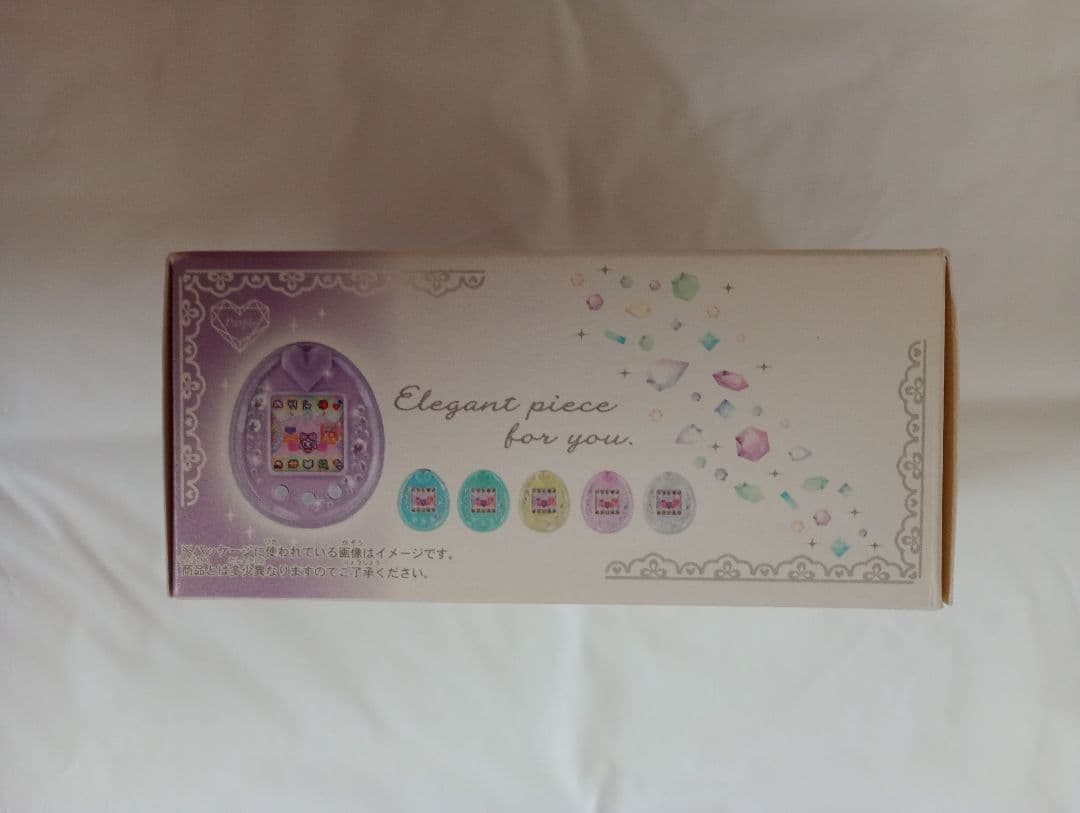 Purple
Elegant piece
for you.
※パッケージに使われている画像はイメージです。
商品とは多少異なりますのでご了承ください。